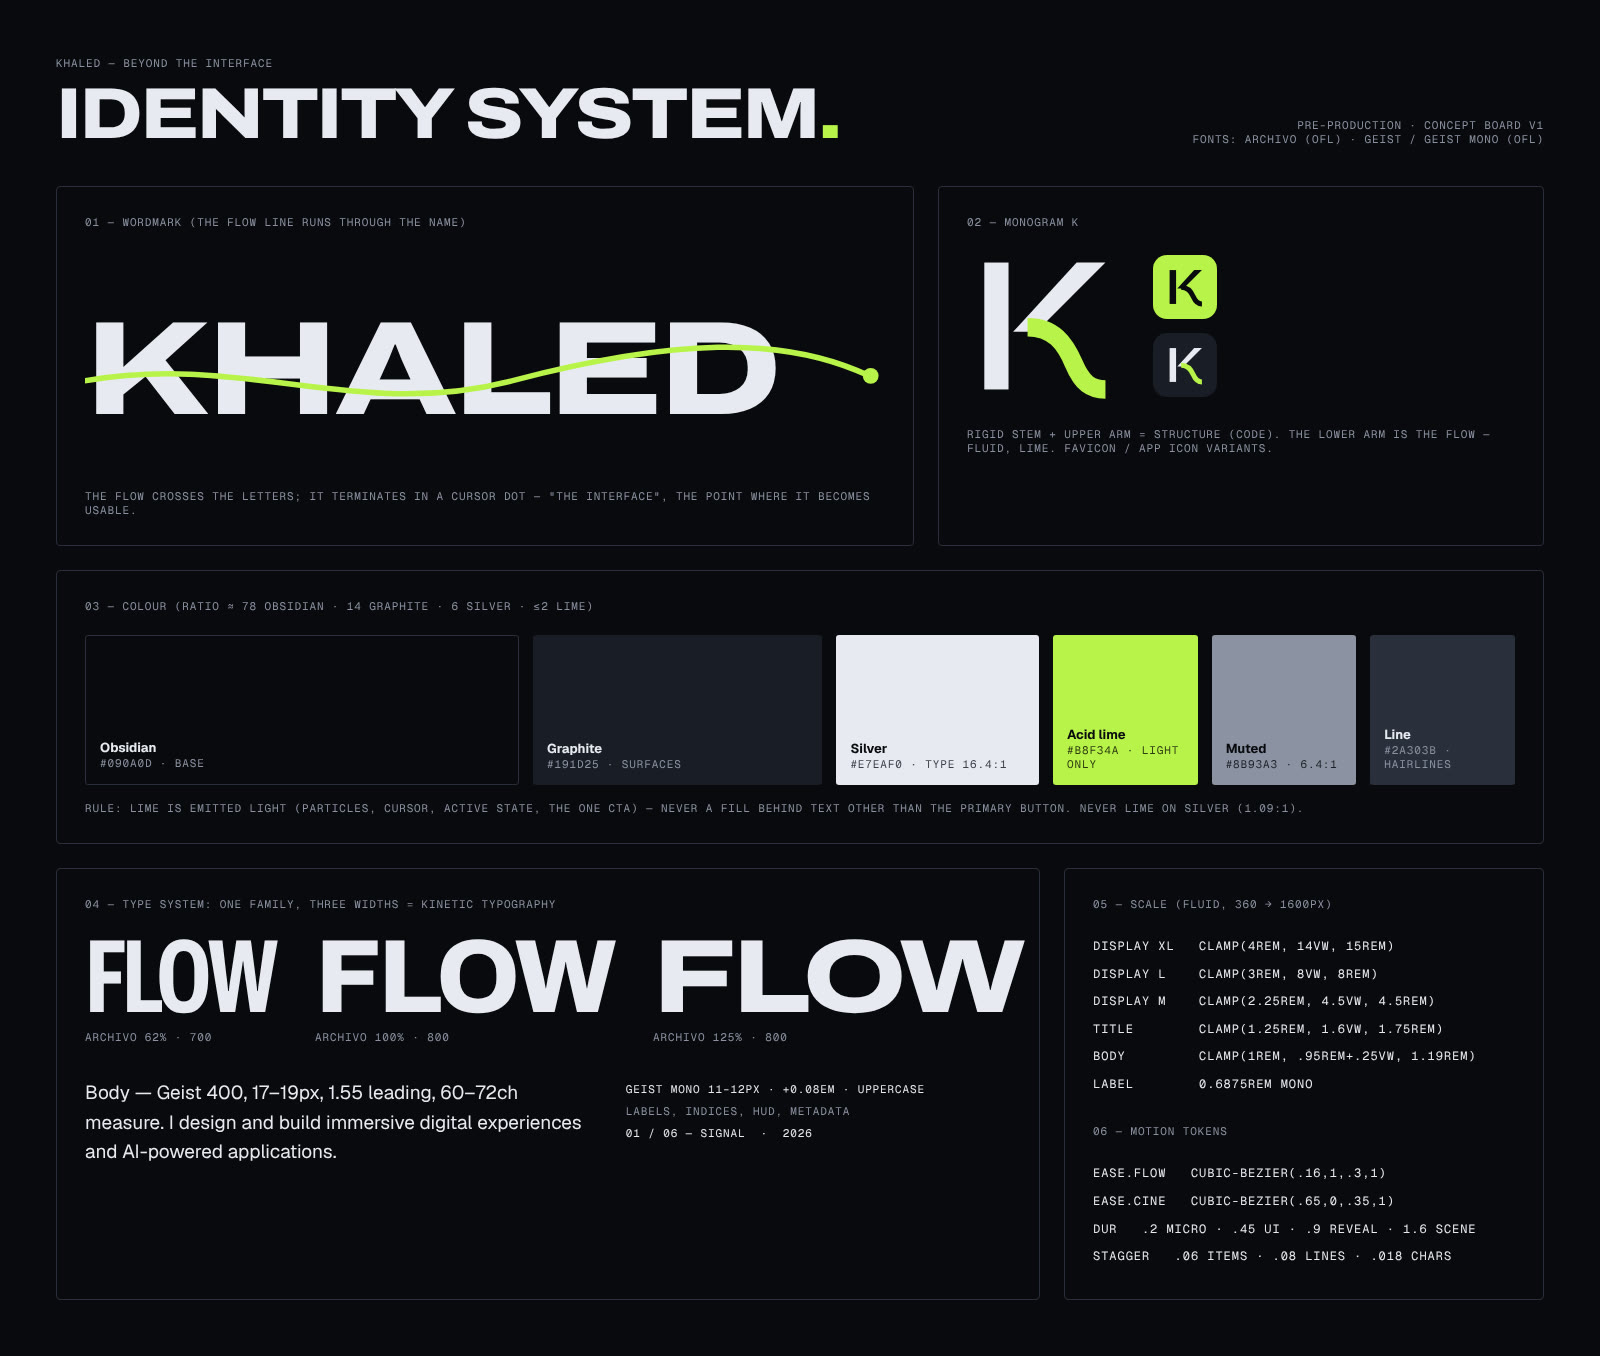 KHALED — BEYOND THE INTERFACE
IDENTITY SYSTEM.
PRE-PRODUCTION · CONCEPT BOARD V1
FONTS: ARCHIVO (OFL) · GEIST / GEIST MONO (OFL)
01 — WORDMARK (THE FLOW LINE RUNS THROUGH THE NAME)
KHALED
THE FLOW CROSSES THE LETTERS; IT TERMINATES IN A CURSOR DOT — "THE INTERFACE", THE POINT WHERE IT BECOMES
USABLE.
02 — MONOGRAM K
K
K
K
RIGID STEM + UPPER ARM = STRUCTURE (CODE). THE LOWER ARM IS THE FLOW —
FLUID, LIME. FAVICON / APP ICON VARIANTS.
03 — COLOUR (RATIO ≈ 78 OBSIDIAN · 14 GRAPHITE · 6 SILVER · ≤2 LIME)
Obsidian
#090A0D · BASE
Graphite
#191D25 · SURFACES
Silver
#E7EAF0 · TYPE 16.4:1
Acid lime
#B8F34A · LIGHT
ONLY
Muted
#8B93A3 · 6.4:1
Line
#2A303B ·
HAIRLINES
RULE: LIME IS EMITTED LIGHT (PARTICLES, CURSOR, ACTIVE STATE, THE ONE CTA) — NEVER A FILL BEHIND TEXT OTHER THAN THE PRIMARY BUTTON. NEVER LIME ON SILVER (1.09:1).
04 — TYPE SYSTEM: ONE FAMILY, THREE WIDTHS = KINETIC TYPOGRAPHY
FLOW FLOW FLOW
ARCHIVO 62% · 700 ARCHIVO 100% · 800 ARCHIVO 125% · 800
Body — Geist 400, 17–19px, 1.55 leading, 60–72ch
measure. I design and build immersive digital experiences
and AI-powered applications.
GEIST MONO 11–12PX · +0.08EM · UPPERCASE
LABELS, INDICES, HUD, METADATA
01 / 06 — SIGNAL · 2026
05 — SCALE (FLUID, 360 → 1600PX)
DISPLAY XL CLAMP(4REM, 14VW, 15REM)
DISPLAY L CLAMP(3REM, 8VW, 8REM)
DISPLAY M CLAMP(2.25REM, 4.5VW, 4.5REM)
TITLE CLAMP(1.25REM, 1.6VW, 1.75REM)
BODY CLAMP(1REM, .95REM+.25VW, 1.19REM)
LABEL 0.6875REM MONO
06 — MOTION TOKENS
EASE.FLOW CUBIC-BEZIER(.16,1,.3,1)
EASE.CINE CUBIC-BEZIER(.65,0,.35,1)
DUR .2 MICRO · .45 UI · .9 REVEAL · 1.6 SCENE
STAGGER .06 ITEMS · .08 LINES · .018 CHARS